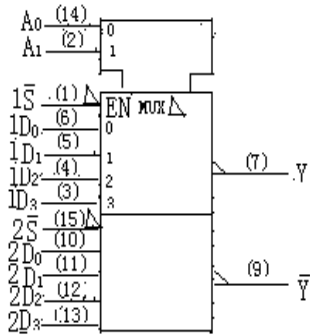 A₀ (14) 0
A₁ (2) 1
1S̅ (1) EN MUX
1D₀ (6) 0
1D₁ (5) 1
1D₂ (4) 2
1D₃ (3) 3
(7) Y
2S̅ (15)
2D₀ (10)
2D₁ (11)
2D₂ (12)
2D₃ (13)
(9) Y̅